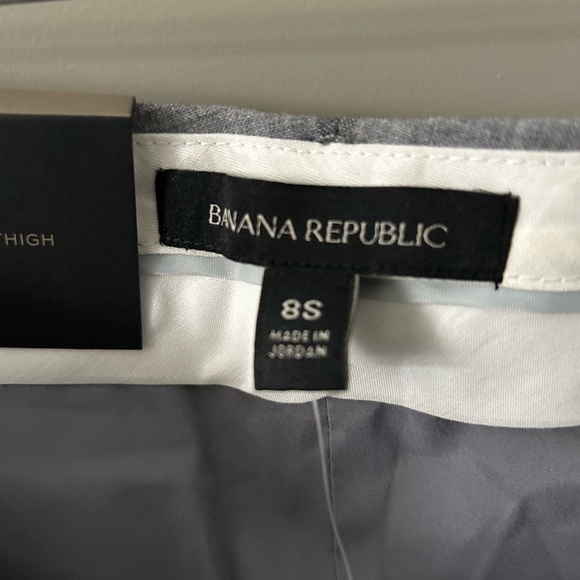 THIGH
BANANA REPUBLIC
8S
MADE IN
JORDAN